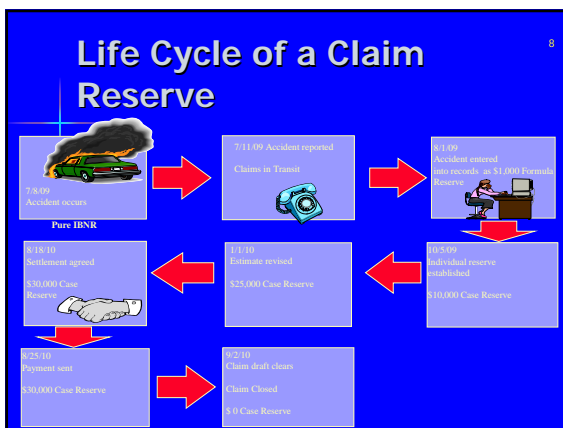 Life Cycle of a Claim
Reserve
8
7/8/09
Accident occurs
Pure IBNR
7/11/09 Accident reported
Claims in Transit
8/1/09
Accident entered
into records as $1,000 Formula
Reserve
10/5/09
Individual reserve
established
$10,000 Case Reserve
1/1/10
Estimate revised
$25,000 Case Reserve
8/18/10
Settlement agreed
$30,000 Case
Reserve
8/25/10
Payment sent
$30,000 Case Reserve
9/2/10
Claim draft clears
Claim Closed
$ 0 Case Reserve